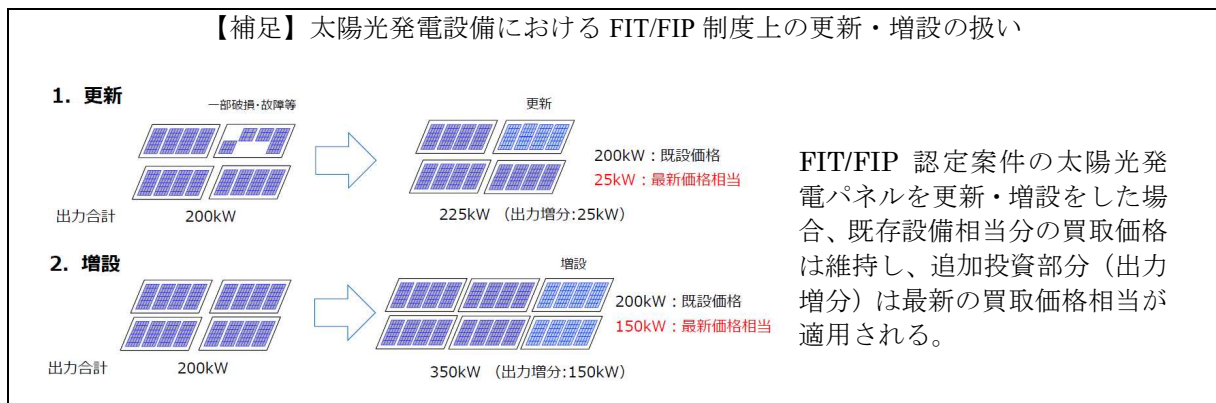 【補足】太陽光発電設備における FIT/FIP 制度上の更新・増設の扱い
1. 更新
一部破損・故障等
更新
200kW：既設価格
25kW：最新価格相当
出力合計
200kW
225kW （出力増分:25kW）
2. 増設
増設
200kW：既設価格
150kW：最新価格相当
出力合計
200kW
350kW （出力増分:150kW）
FIT/FIP 認定案件の太陽光発
電パネルを更新・増設をした場
合、既存設備相当分の買取価格
は維持し、追加投資部分（出力
増分）は最新の買取価格相当が
適用される。